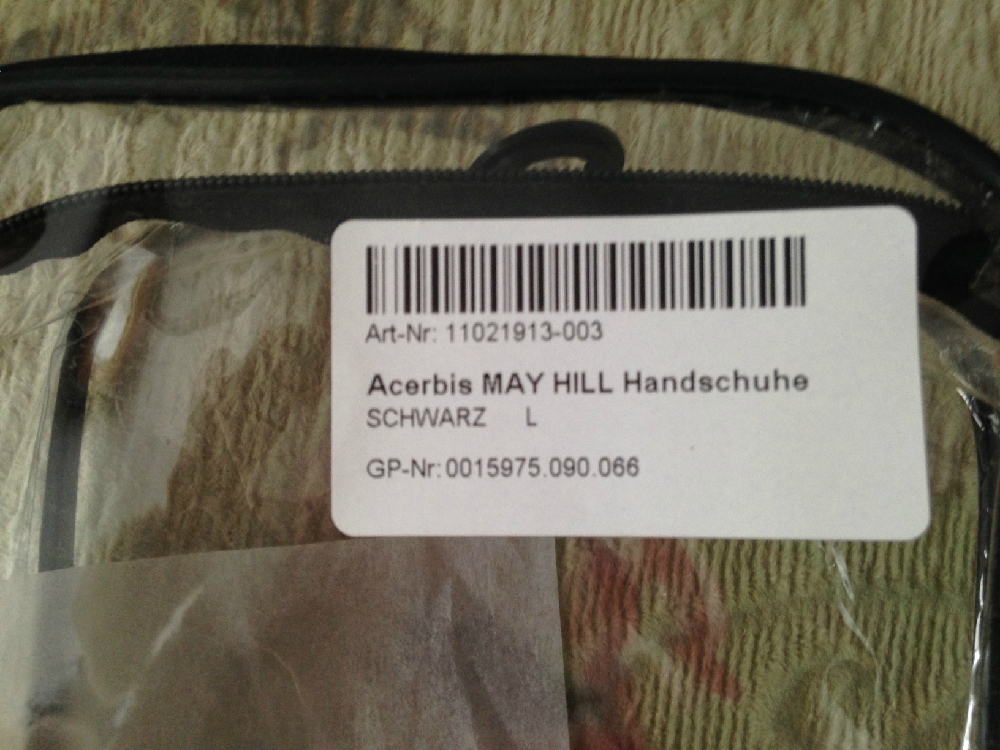 Art-Nr: 11021913-003
Acerbis MAY HILL Handschuhe
SCHWARZ L
GP-Nr: 0015975.090.066